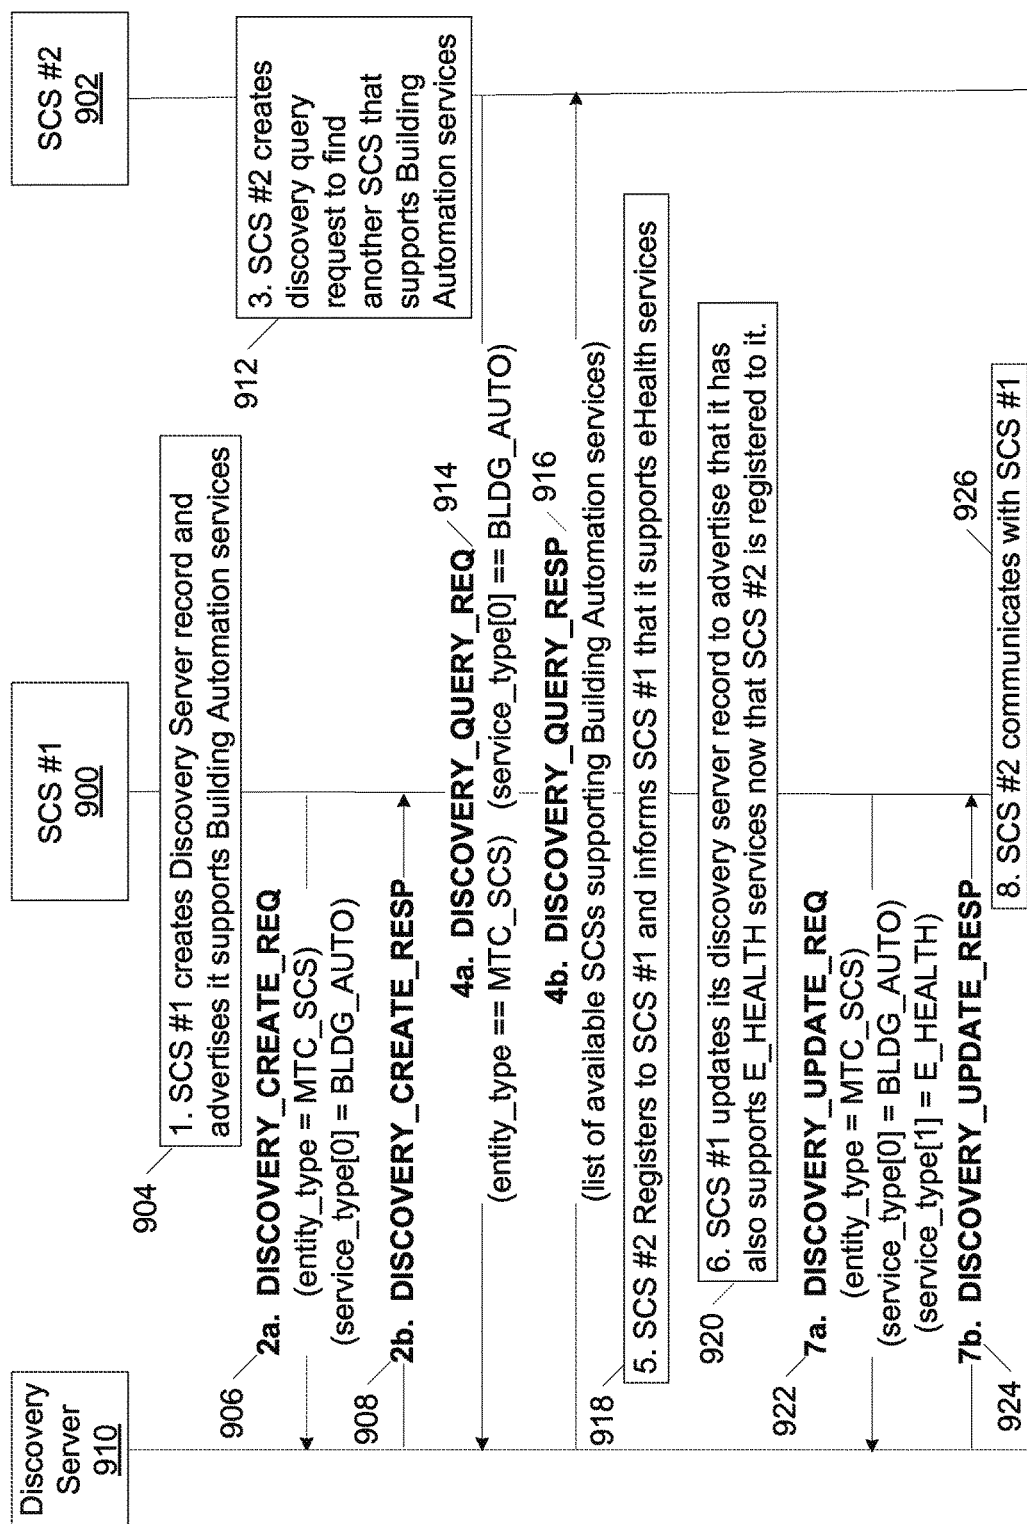 Discovery
Server
910
SCS #1
900
SCS #2
902
904
1. SCS #1 creates Discovery Server record and
advertises it supports Building Automation services
906
2a. DISCOVERY_CREATE_REQ
(entity_type = MTC_SCS)
(service_type[0] = BLDG_AUTO)
908
2b. DISCOVERY_CREATE_RESP
912
3. SCS #2 creates
discovery query
request to find
another SCS that
supports Building
Automation services
4a. DISCOVERY_QUERY_REQ
914
(entity_type == MTC_SCS) (service_type[0] == BLDG_AUTO)
4b. DISCOVERY_QUERY_RESP
916
(list of available SCSs supporting Building Automation services)
918
5. SCS #2 Registers to SCS #1 and informs SCS #1 that it supports eHealth services
920
6. SCS #1 updates its discovery server record to advertise that it has
also supports E_HEALTH services now that SCS #2 is registered to it.
922
7a. DISCOVERY_UPDATE_REQ
(entity_type = MTC_SCS)
(service_type[0] = BLDG_AUTO)
(service_type[1] = E_HEALTH)
7b. DISCOVERY_UPDATE_RESP
924
926
8. SCS #2 communicates with SCS #1